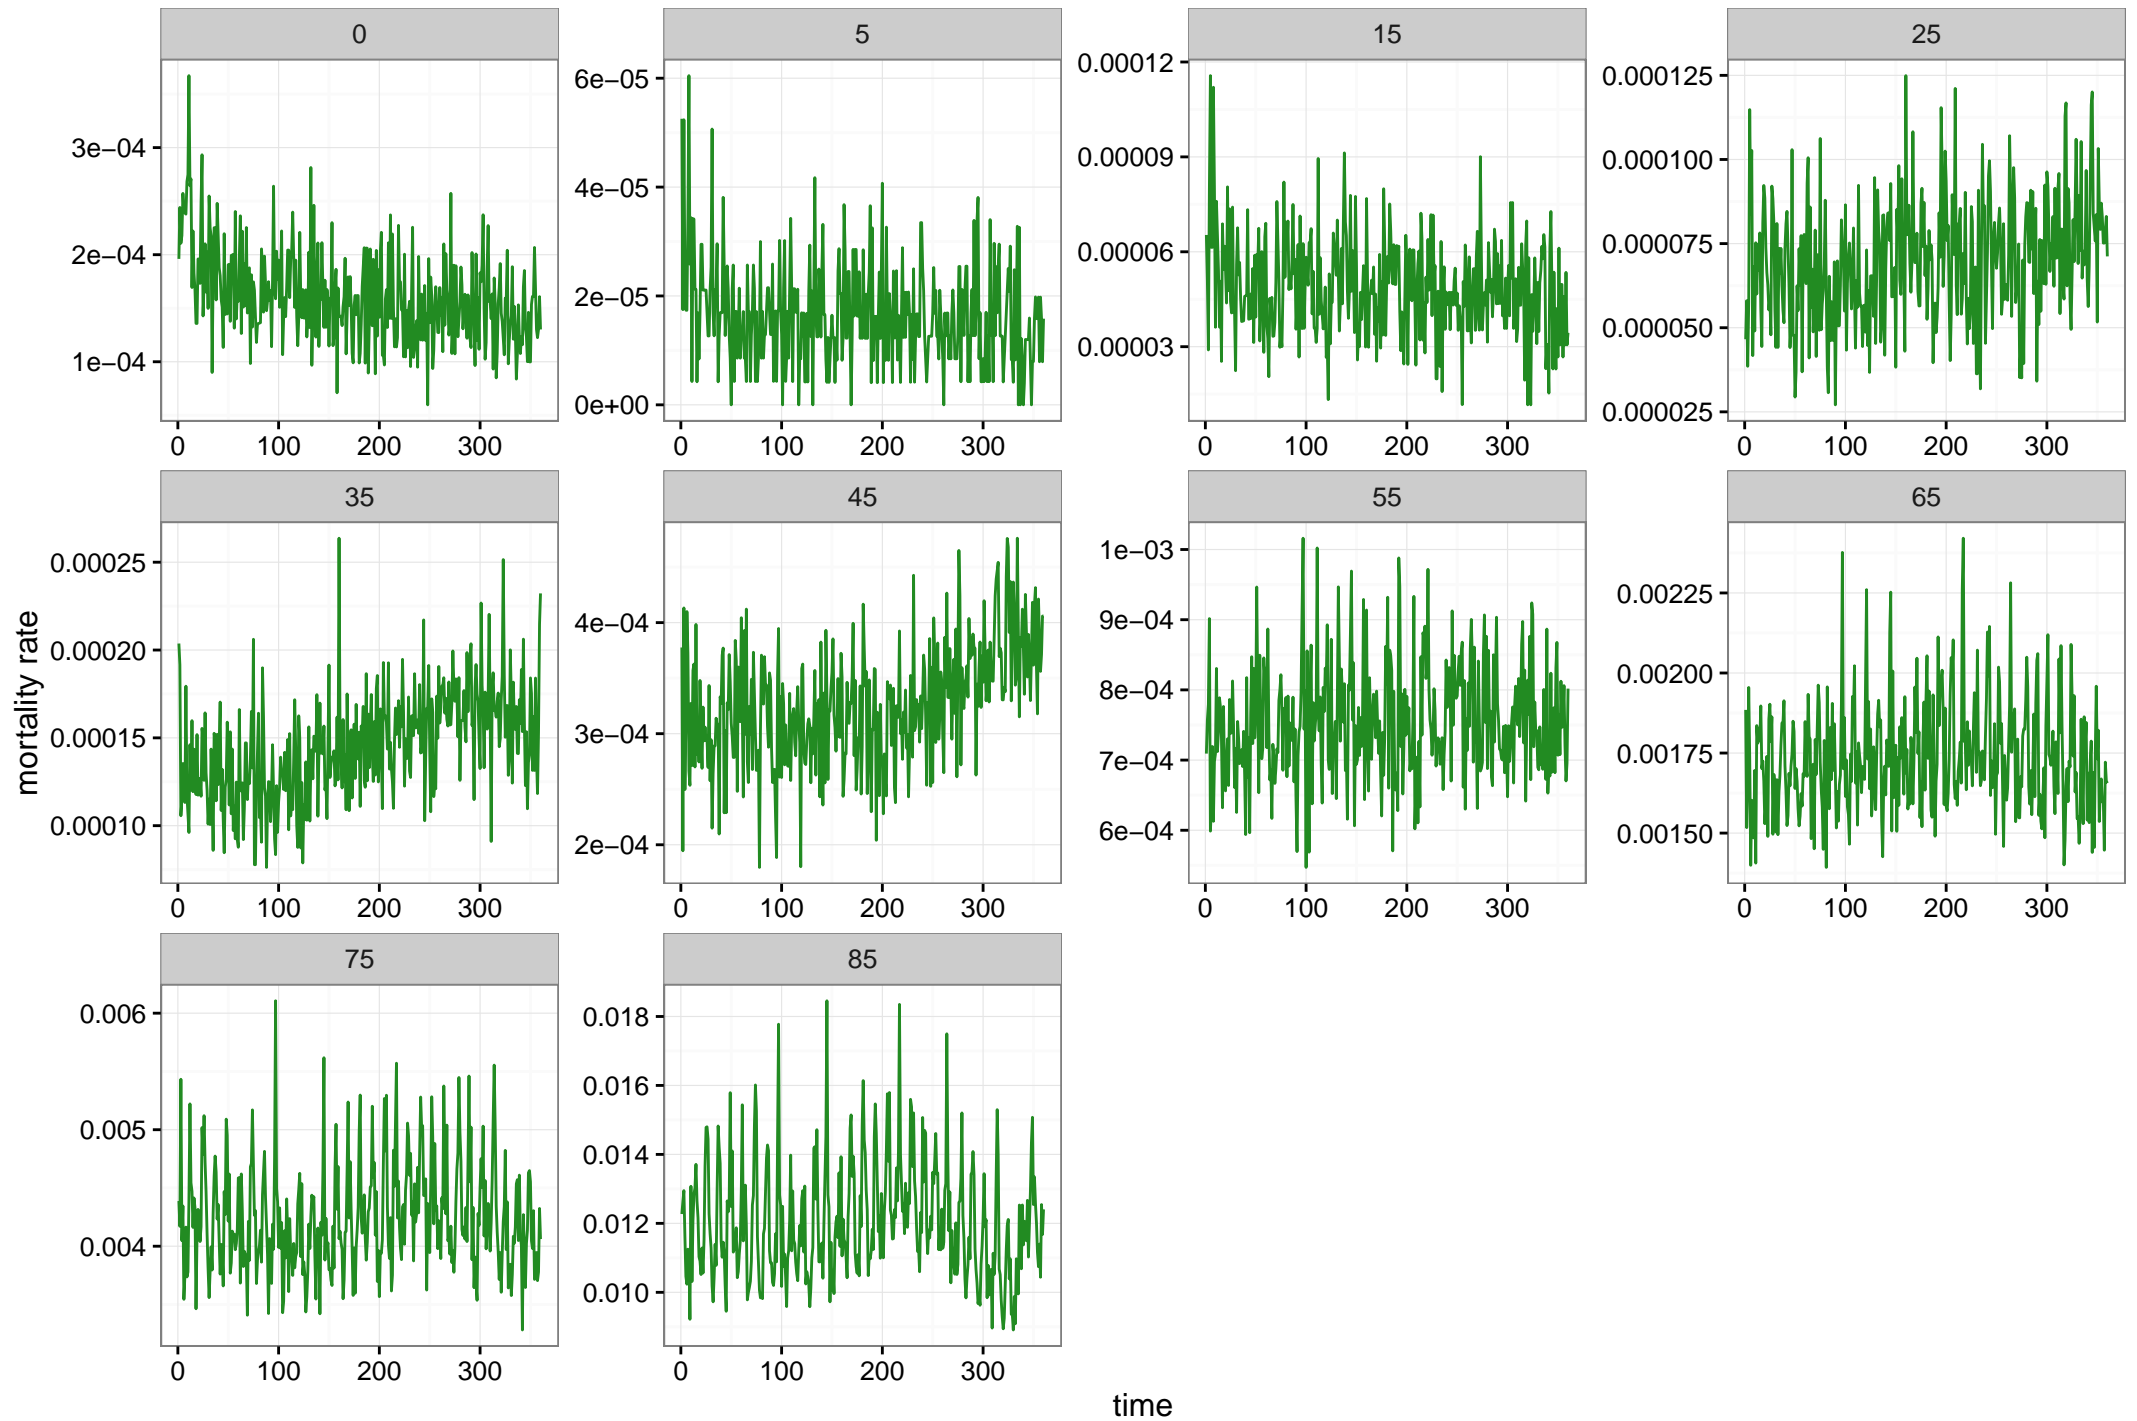 0 5 15 25
3e−04
2e−04
1e−04
0 100 200 300
6e−05
4e−05
2e−05
0e+00
0 100 200 300
0.00012
0.00009
0.00006
0.00003
0 100 200 300
0.000125
0.000100
0.000075
0.000050
0.000025
0 100 200 300
mortality rate
35 45 55 65
0.00025
0.00020
0.00015
0.00010
0 100 200 300
4e−04
3e−04
2e−04
0 100 200 300
1e−03
9e−04
8e−04
7e−04
6e−04
0 100 200 300
0.00225
0.00200
0.00175
0.00150
0 100 200 300
75 85
0.006
0.005
0.004
0 100 200 300
0.018
0.016
0.014
0.012
0.010
0 100 200 300
time